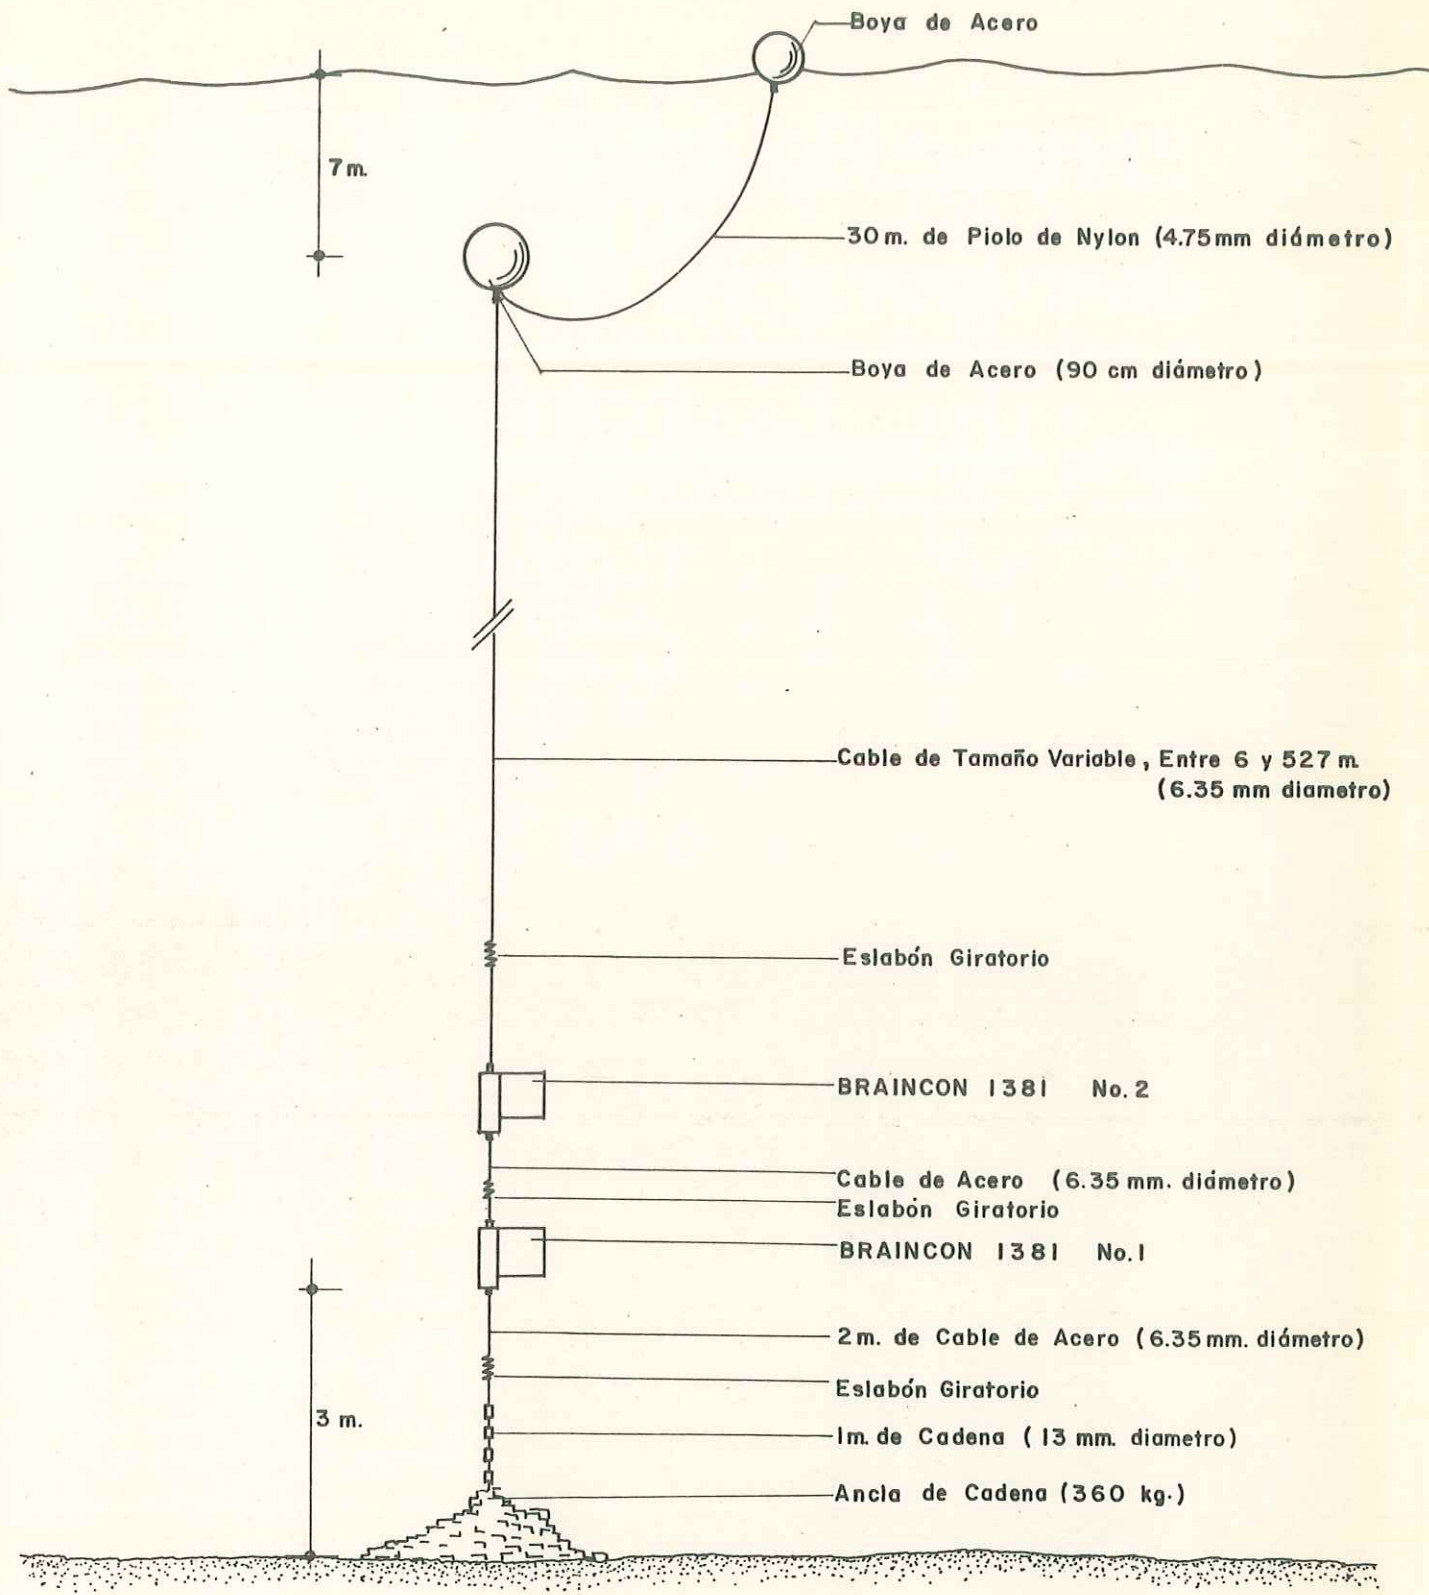 Boya de Acero
7 m.
30 m. de Piolo de Nylon (4.75mm diámetro)
Boya de Acero (90 cm diámetro)
Cable de Tamaño Variable, Entre 6 y 527 m
(6.35 mm diametro)
Eslabón Giratorio
BRAINCON 1381 No. 2
Cable de Acero (6.35 mm. diámetro)
Eslabón Giratorio
BRAINCON 1381 No. 1
2 m. de Cable de Acero (6.35 mm. diámetro)
Eslabón Giratorio
3 m.
1m. de Cadena (13 mm. diametro)
Ancla de Cadena (360 kg.)